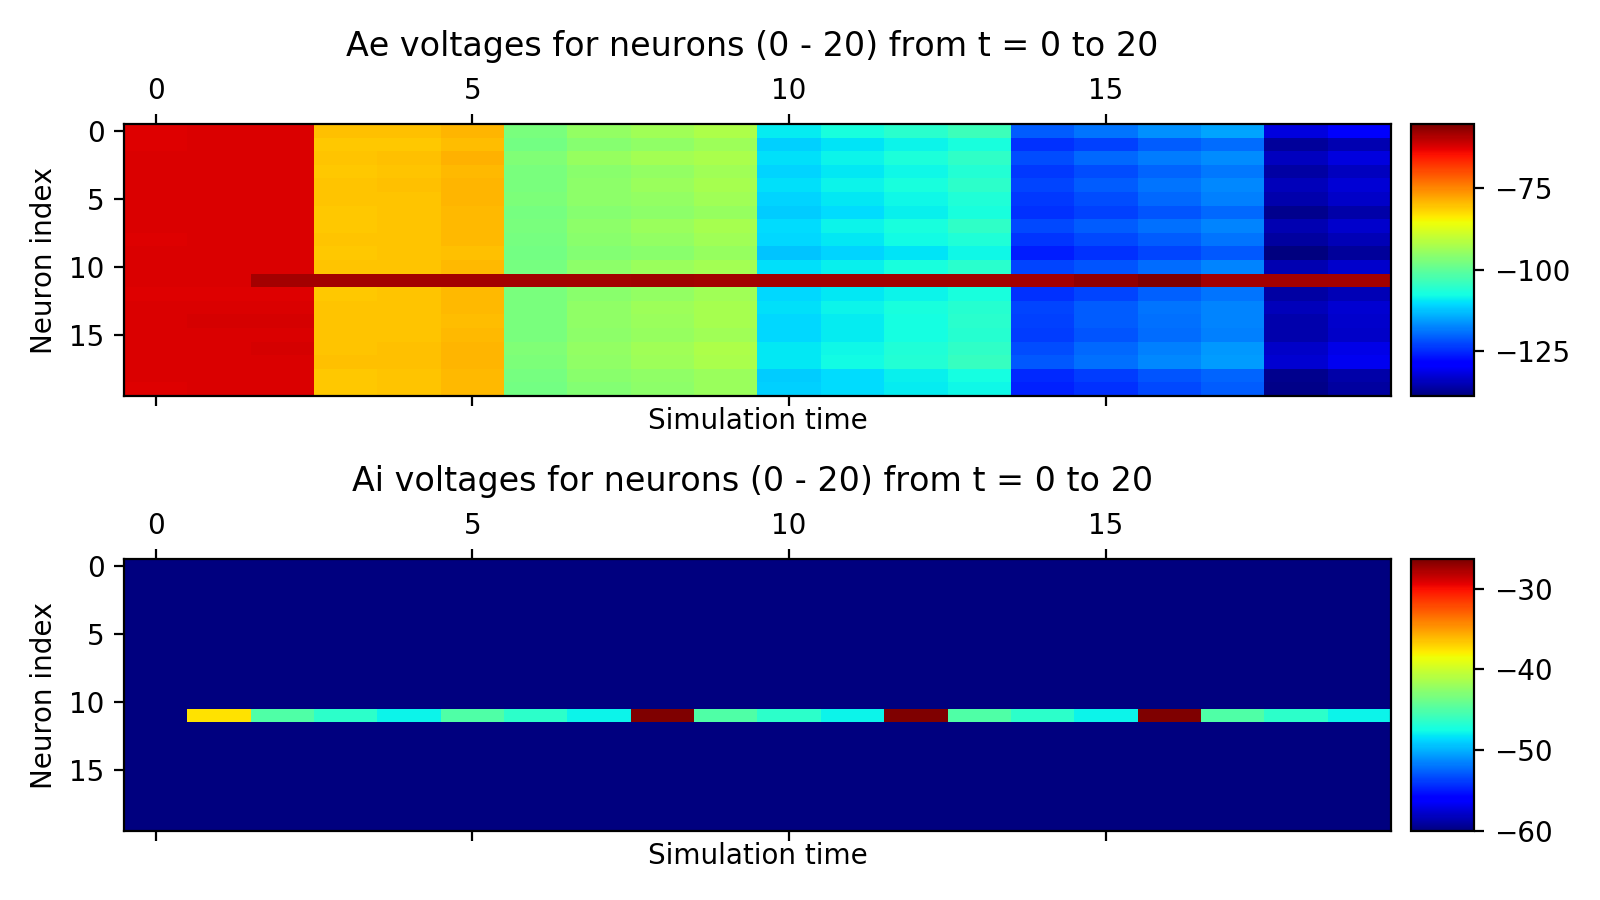 Ae voltages for neurons (0 - 20) from t = 0 to 20
0 5 10 15
Neuron index
0
5
10
15
−75
−100
−125
Simulation time
Ai voltages for neurons (0 - 20) from t = 0 to 20
0 5 10 15
Neuron index
0
5
10
15
−30
−40
−50
−60
Simulation time